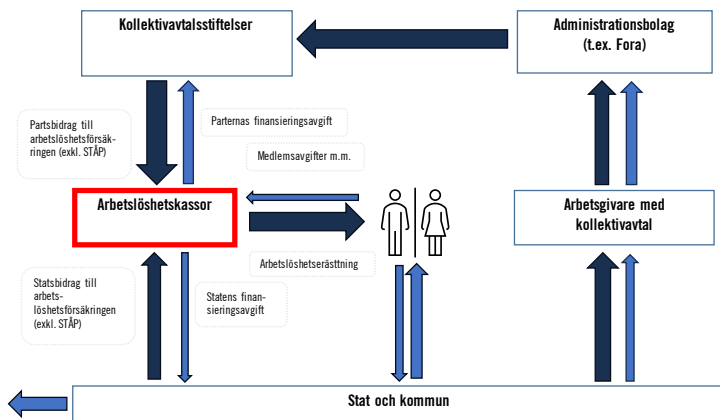 Kollektivavtalsstiftelser
Administrationsbolag
(t.ex. Fora)
Partsbidrag till
arbetslöshetsförsäk-
ringen (exkl. STÅP)
Parternas finansieringsavgift
Medlemsavgifter m.m.
Arbetslöshetskassor
Arbetsgivare med
kollektivavtal
Arbetslöshetserästtning
Statsbidrag till
arbets-
löshetsförsäkringen
(exkl. STÅP)
Statens finan-
sieringsavgift
Stat och kommun